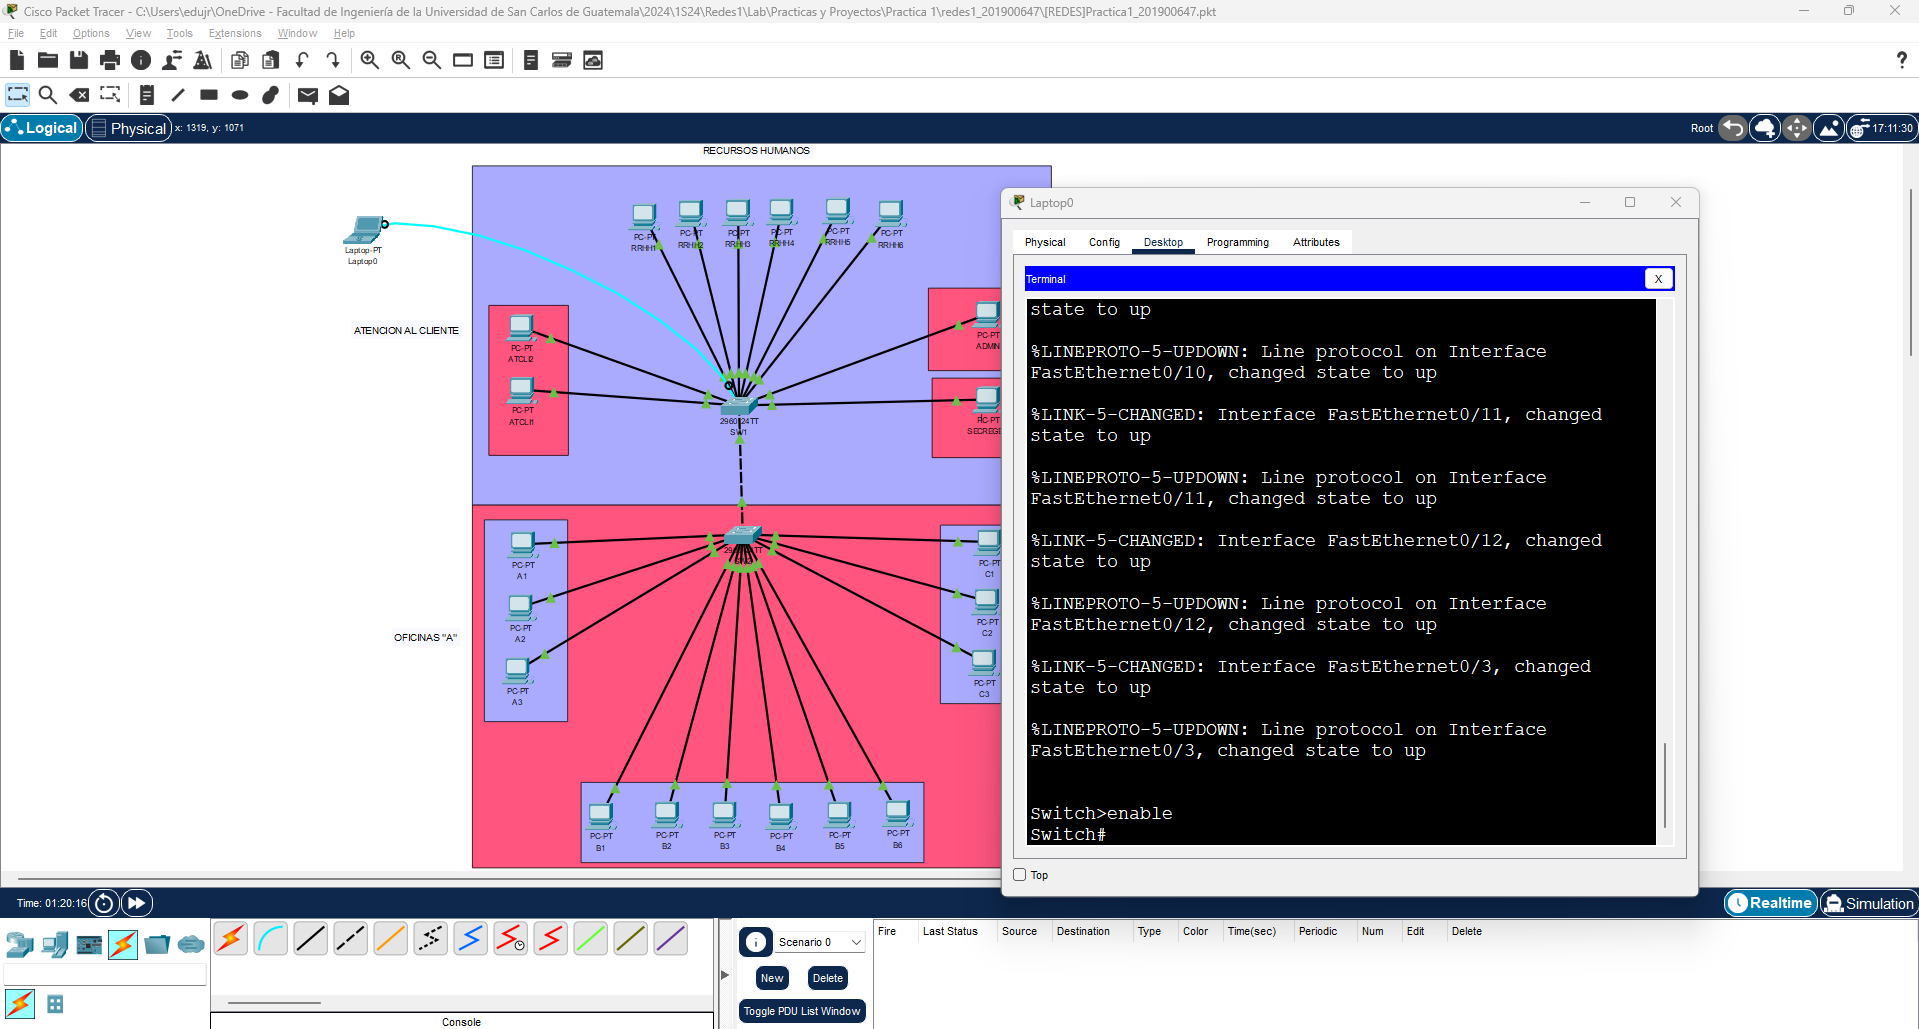 Cisco Packet Tracer - C:\Users\edujr\OneDrive - Facultad de Ingeniería de la Universidad de San Carlos de Guatemala\2024\1S24\Redes1\Lab\Practicas y Proyectos\Practica 1\redes1_201900647\[REDES]Practica1_201900647.pkt
File Edit Options View Tools Extensions Window Help
?
Logical Physical x: 1319, y: 1071 Root 17:11:30
RECURSOS HUMANOS
Laptop-PT
Laptop0
PC-PT
RRHH1
PC-PT
RRHH2
PC-PT
RRHH3
PC-PT
RRHH4
PC-PT
RRHH5
PC-PT
RRHH6
ATENCION AL CLIENTE
PC-PT
ATCLI2
PC-PT
ATCLI1
PC-PT
ADMIN
PC-PT
SECREGE
2960-24TT
SW1
PC-PT
A1
PC-PT
A2
PC-PT
A3
OFICINAS "A"
PC-PT
C1
PC-PT
C2
PC-PT
C3
PC-PT
B1
PC-PT
B2
PC-PT
B3
PC-PT
B4
PC-PT
B5
PC-PT
B6
Laptop0
Physical Config Desktop Programming Attributes
Terminal
X
state to up
%LINEPROTO-5-UPDOWN: Line protocol on Interface
FastEthernet0/10, changed state to up
%LINK-5-CHANGED: Interface FastEthernet0/11, changed
state to up
%LINEPROTO-5-UPDOWN: Line protocol on Interface
FastEthernet0/11, changed state to up
%LINK-5-CHANGED: Interface FastEthernet0/12, changed
state to up
%LINEPROTO-5-UPDOWN: Line protocol on Interface
FastEthernet0/12, changed state to up
%LINK-5-CHANGED: Interface FastEthernet0/3, changed
state to up
%LINEPROTO-5-UPDOWN: Line protocol on Interface
FastEthernet0/3, changed state to up
Switch>enable
Switch#
Top
Time: 01:20:16
Realtime Simulation
Scenario 0
New Delete
Toggle PDU List Window
Fire Last Status Source Destination Type Color Time(sec) Periodic Num Edit Delete
Console